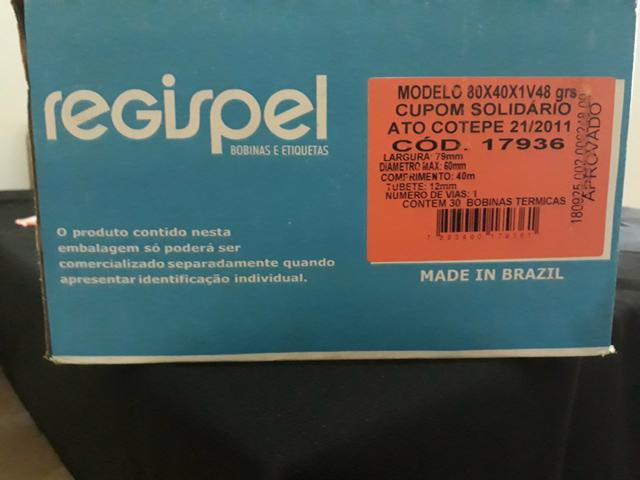 regispel
BOBINAS E ETIQUETAS
O produto contido nesta
embalagem só poderá ser
comercializado separadamente quando
apresentar identificação individual.
MODELO 80X40X1V48 grs
CUPOM SOLIDÁRIO
ATO COTEPE 21/2011
CÓD. 17936
LARGURA: 79mm
DIAMETRO MAX: 60mm
COMPRIMENTO: 40m
TUBETE: 12mm
NÚMERO DE VIAS: 1
CONTÉM 30 BOBINAS TERMICAS
APROVADO
MADE IN BRAZIL